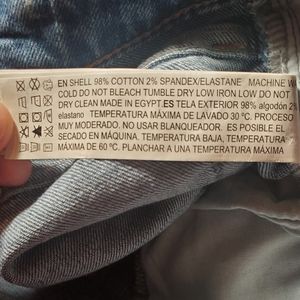 EN SHELL 98% COTTON 2% SPANDEX/ELASTANE MACHINE W
COLD DO NOT BLEACH TUMBLE DRY LOW IRON LOW DO NOT
DRY CLEAN MADE IN EGYPT.ES TELA EXTERIOR 98% algodón 2%
elastano TEMPERATURA MÁXIMA DE LAVADO 30 ºC. PROCESO
MUY MODERADO. NO USAR BLANQUEADOR. ES POSIBLE EL
SECADO EN MÁQUINA, TEMPERATURA BAJA, TEMPERATURA
MÁXIMA DE 60 ºC. PLANCHAR A UNA TEMPERATURA MÁXIMA